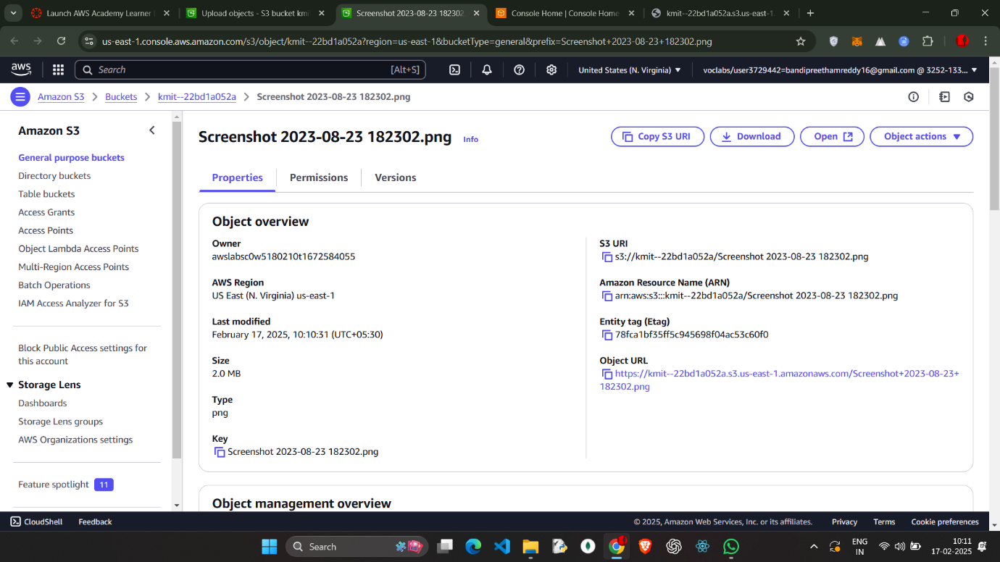 Launch AWS Academy Learner
Upload objects - S3 bucket km
Screenshot 2023-08-23 182302
Console Home | Console Home
kmit--22bd1a052a.s3.us-east-1.
us-east-1.console.aws.amazon.com/s3/object/kmit--22bd1a052a?region=us-east-1&bucketType=general&prefix=Screenshot+2023-08-23+182302.png
aws
Search
[Alt+S]
United States (N. Virginia)
voclabs/user3729442=bandipreethamreddy16@gmail.com @ 3252-133...
Amazon S3
Buckets
kmit--22bd1a052a
Screenshot 2023-08-23 182302.png
Amazon S3
General purpose buckets
Directory buckets
Table buckets
Access Grants
Access Points
Object Lambda Access Points
Multi-Region Access Points
Batch Operations
IAM Access Analyzer for S3
Block Public Access settings for
this account
Storage Lens
Dashboards
Storage Lens groups
AWS Organizations settings
Feature spotlight 11
Screenshot 2023-08-23 182302.png Info
Copy S3 URI
Download
Open
Object actions
Properties
Permissions
Versions
Object overview
Owner
awslabsc0w5180210t1672584055
AWS Region
US East (N. Virginia) us-east-1
Last modified
February 17, 2025, 10:10:31 (UTC+05:30)
Size
2.0 MB
Type
png
Key
Screenshot 2023-08-23 182302.png
S3 URI
s3://kmit--22bd1a052a/Screenshot 2023-08-23 182302.png
Amazon Resource Name (ARN)
arn:aws:s3:::kmit--22bd1a052a/Screenshot 2023-08-23 182302.png
Entity tag (Etag)
78fca1bf35ff5c945698f04ac53c60f0
Object URL
https://kmit--22bd1a052a.s3.us-east-1.amazonaws.com/Screenshot+2023-08-23+
182302.png
Object management overview
CloudShell
Feedback
© 2025, Amazon Web Services, Inc. or its affiliates.
Privacy
Terms
Cookie preferences
Search
ENG
IN
10:11
17-02-2025